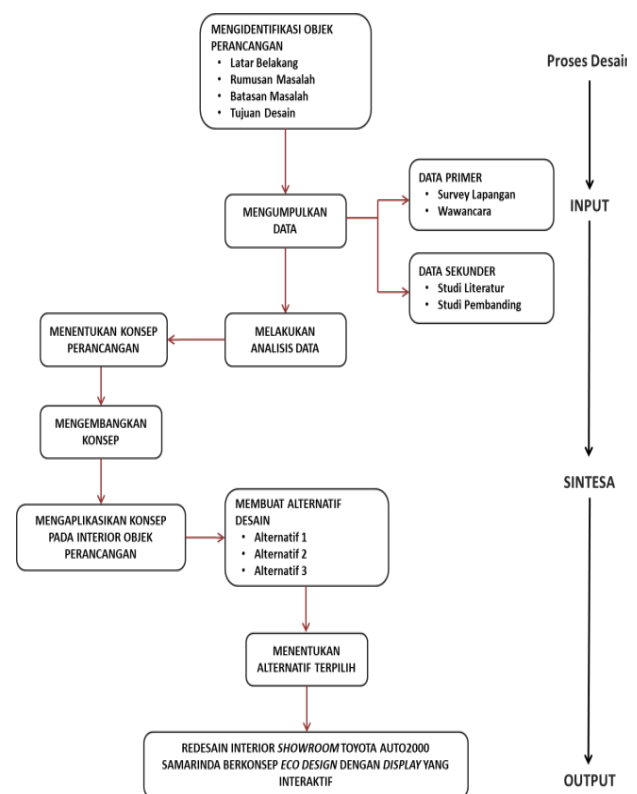 MENGIDENTIFIKASI OBJEK
PERANCANGAN
• Latar Belakang
• Rumusan Masalah
• Batasan Masalah
• Tujuan Desain
Proses Desain
MENGUMPULKAN
DATA
DATA PRIMER
• Survey Lapangan
• Wawancara
INPUT
DATA SEKUNDER
• Studi Literatur
• Studi Pembanding
MENENTUKAN KONSEP
PERANCANGAN
MELAKUKAN
ANALISIS DATA
MENGEMBANGKAN
KONSEP
MENGAPLIKASIKAN KONSEP
PADA INTERIOR OBJEK
PERANCANGAN
MEMBUAT ALTERNATIF
DESAIN
• Alternatif 1
• Alternatif 2
• Alternatif 3
SINTESA
MENENTUKAN
ALTERNATIF TERPILIH
REDESAIN INTERIOR SHOWROOM TOYOTA AUTO2000
SAMARINDA BERKONSEP ECO DESIGN DENGAN DISPLAY YANG
INTERAKTIF
OUTPUT